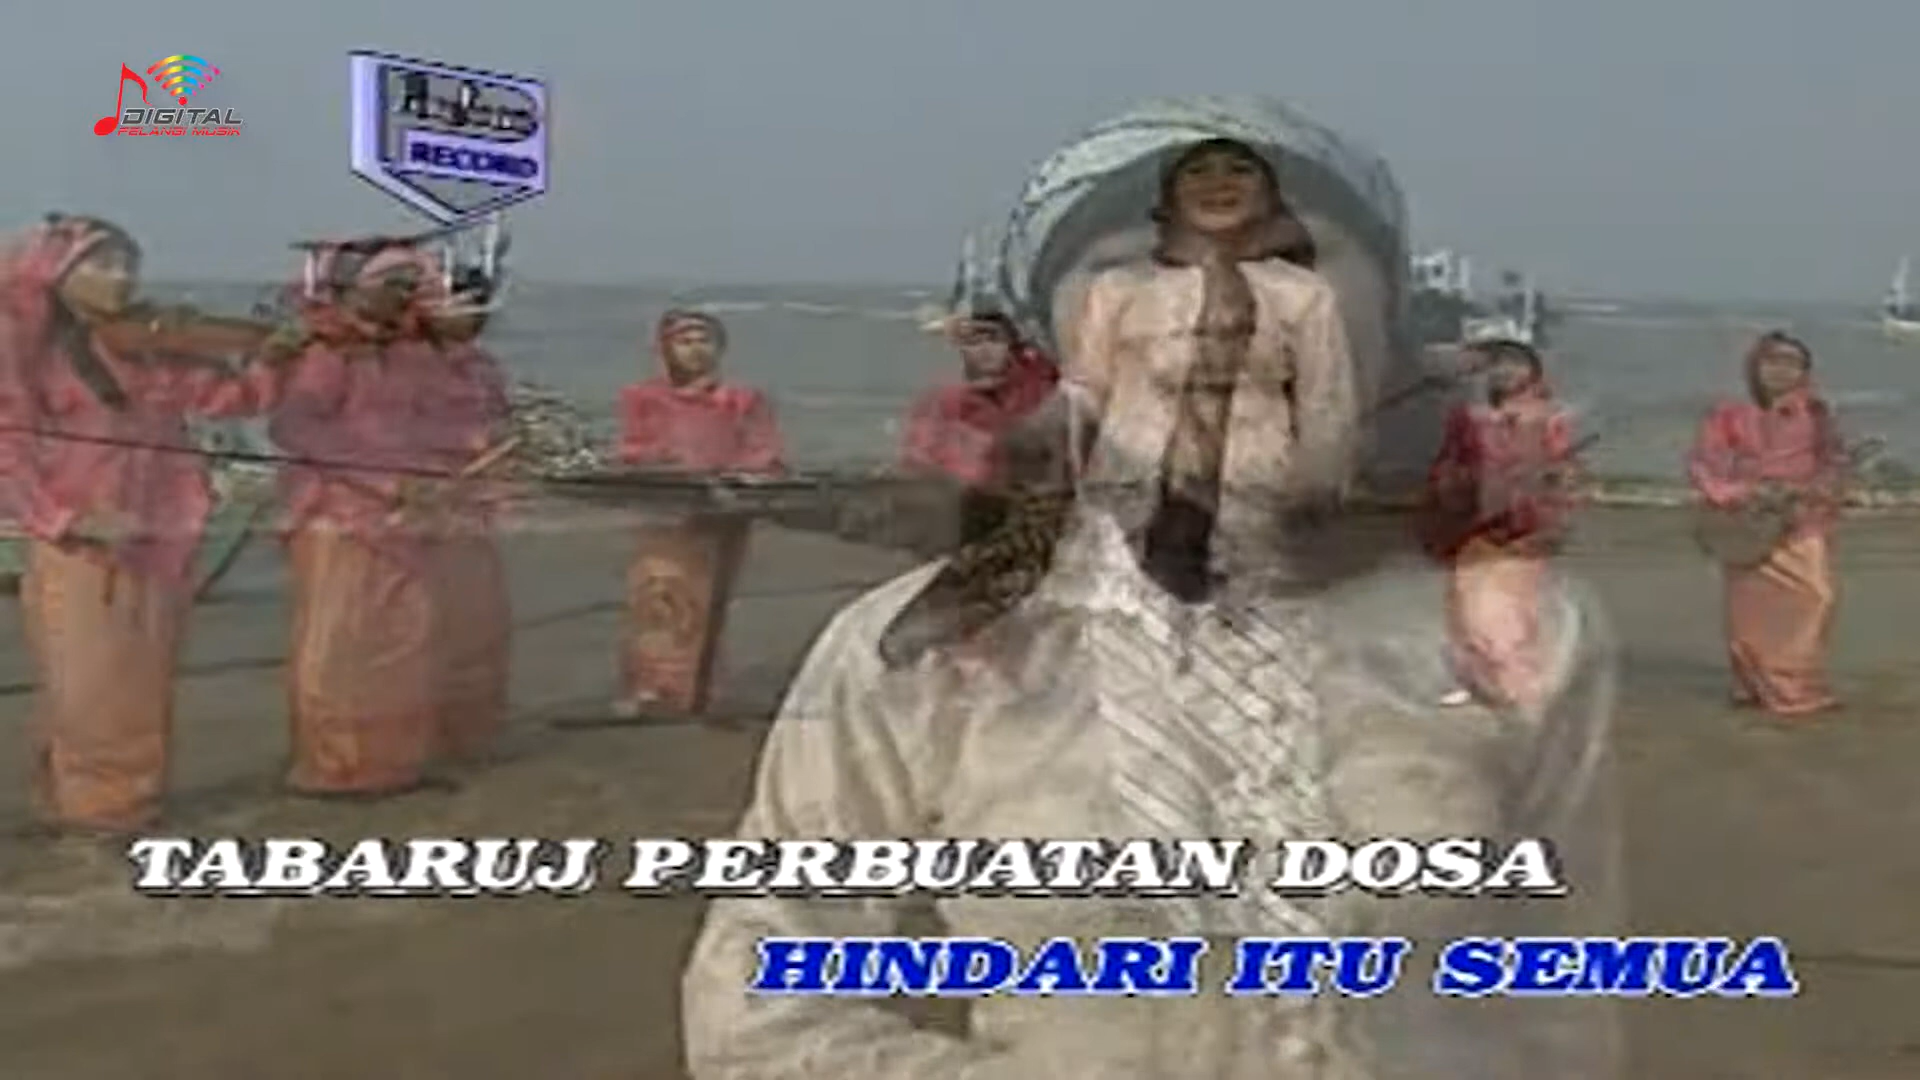 DIGITAL
PELANGI MUSIK
RECORD
TABARUJ PERBUATAN DOSA
HINDARI ITU SEMUA